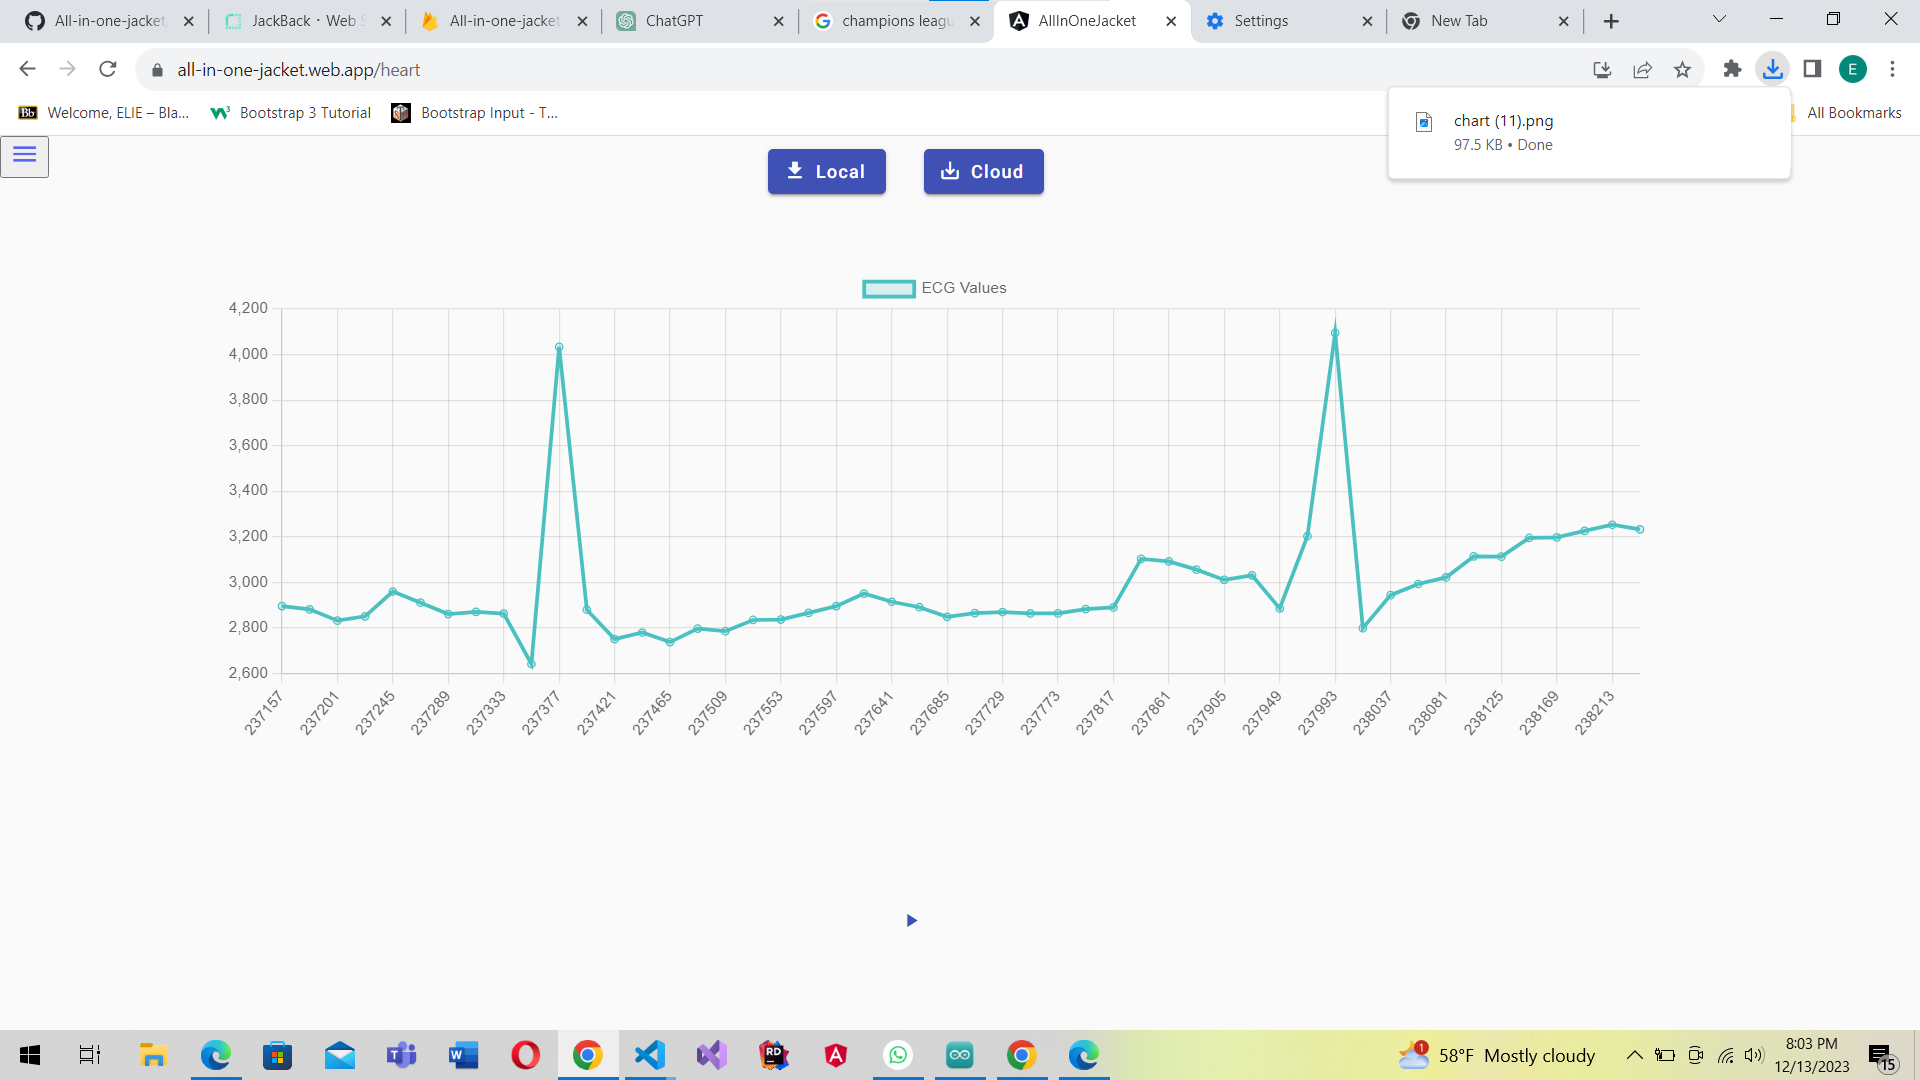 All-in-one-jacket
JackBack · Web S
All-in-one-jacket
ChatGPT
champions leagu
AllInOneJacket
Settings
New Tab
all-in-one-jacket.web.app/heart
E
Bb Welcome, ELIE – Bla...
Bootstrap 3 Tutorial
Bootstrap Input - T...
All Bookmarks
chart (11).png
97.5 KB • Done
Local
Cloud
ECG Values
4,200
4,000
3,800
3,600
3,400
3,200
3,000
2,800
2,600
237157
237201
237245
237289
237333
237377
237421
237465
237509
237553
237597
237641
237685
237729
237773
237817
237861
237905
237949
237993
238037
238081
238125
238169
238213
T
W
RD
A
1
58°F Mostly cloudy
8:03 PM
12/13/2023
15